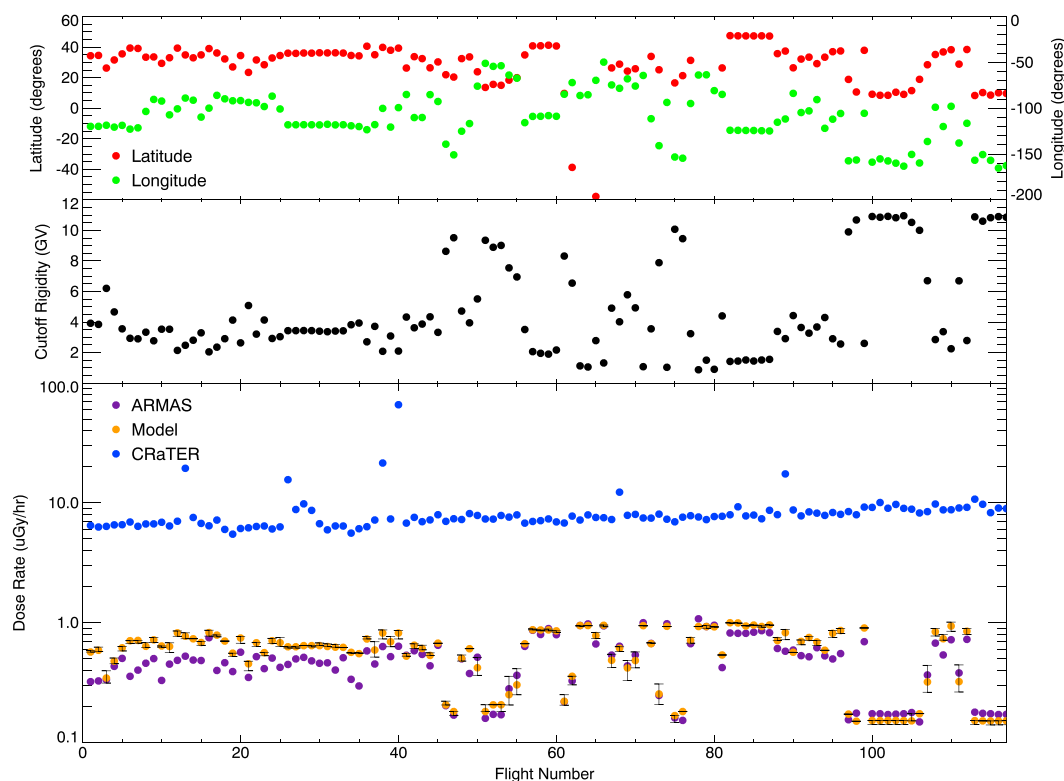 60
40
20
0
-20
-40
Latitude (degrees)
Latitude
Longitude
0
-50
-100
-150
-200
Longitude (degrees)
12
10
8
6
4
2
Cutoff Rigidity (GV)
100.0
10.0
1.0
0.1
Dose Rate (uGy/hr)
ARMAS
Model
CRaTER
0 20 40 60 80 100
Flight Number